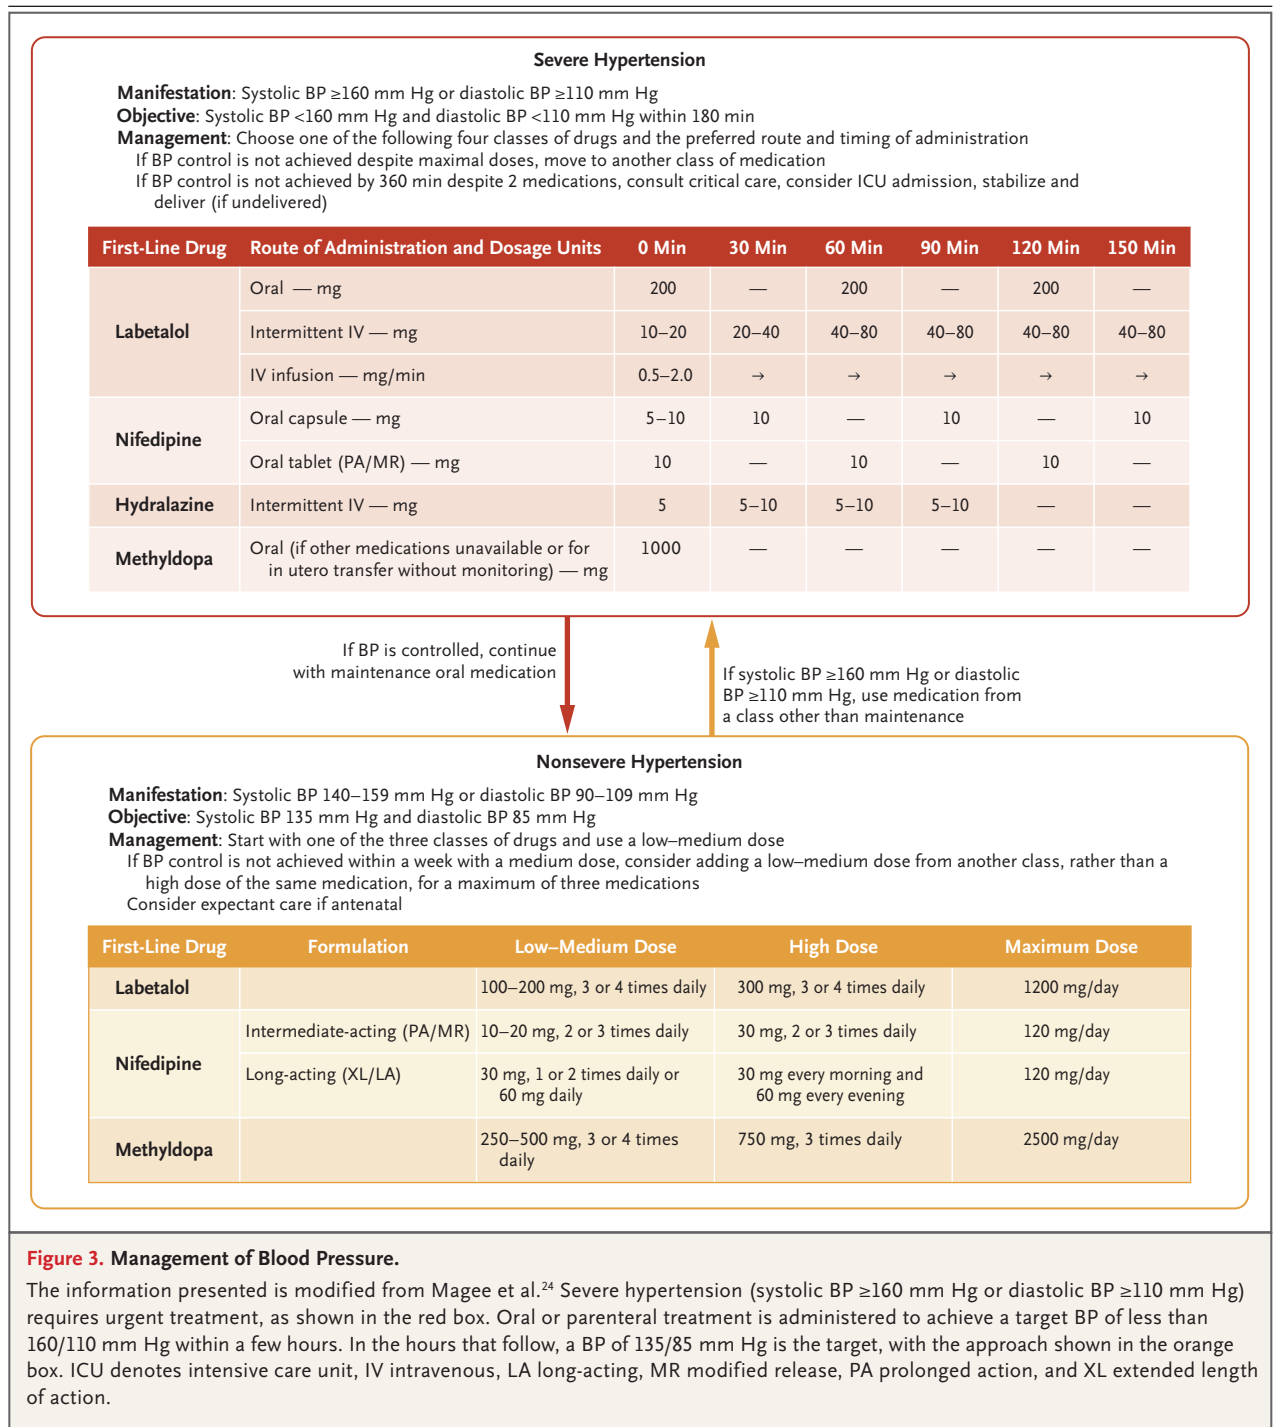 Severe Hypertension
Manifestation: Systolic BP ≥160 mm Hg or diastolic BP ≥110 mm Hg
Objective: Systolic BP <160 mm Hg and diastolic BP <110 mm Hg within 180 min
Management: Choose one of the following four classes of drugs and the preferred route and timing of administration
If BP control is not achieved despite maximal doses, move to another class of medication
If BP control is not achieved by 360 min despite 2 medications, consult critical care, consider ICU admission, stabilize and
deliver (if undelivered)
First-Line Drug Route of Administration and Dosage Units 0 Min 30 Min 60 Min 90 Min 120 Min 150 Min
Labetalol
Oral — mg 200 — 200 — 200 —
Intermittent IV — mg 10–20 20–40 40–80 40–80 40–80 40–80
IV infusion — mg/min 0.5–2.0 → → → → →
Nifedipine
Oral capsule — mg 5–10 10 — 10 — 10
Oral tablet (PA/MR) — mg 10 — 10 — 10 —
Hydralazine Intermittent IV — mg 5 5–10 5–10 5–10 — —
Methyldopa
Oral (if other medications unavailable or for 1000 — — — — —
in utero transfer without monitoring) — mg
If BP is controlled, continue
with maintenance oral medication
If systolic BP ≥160 mm Hg or diastolic
BP ≥110 mm Hg, use medication from
a class other than maintenance
Nonsevere Hypertension
Manifestation: Systolic BP 140–159 mm Hg or diastolic BP 90–109 mm Hg
Objective: Systolic BP 135 mm Hg and diastolic BP 85 mm Hg
Management: Start with one of the three classes of drugs and use a low–medium dose
If BP control is not achieved within a week with a medium dose, consider adding a low–medium dose from another class, rather than a
high dose of the same medication, for a maximum of three medications
Consider expectant care if antenatal
First-Line Drug Formulation Low–Medium Dose High Dose Maximum Dose
Labetalol 100–200 mg, 3 or 4 times daily 300 mg, 3 or 4 times daily 1200 mg/day
Nifedipine
Intermediate-acting (PA/MR) 10–20 mg, 2 or 3 times daily 30 mg, 2 or 3 times daily 120 mg/day
Long-acting (XL/LA) 30 mg, 1 or 2 times daily or 30 mg every morning and 120 mg/day
60 mg daily 60 mg every evening
Methyldopa
250–500 mg, 3 or 4 times 750 mg, 3 times daily 2500 mg/day
daily
Figure 3. Management of Blood Pressure.
The information presented is modified from Magee et al.²⁴ Severe hypertension (systolic BP ≥160 mm Hg or diastolic BP ≥110 mm Hg)
requires urgent treatment, as shown in the red box. Oral or parenteral treatment is administered to achieve a target BP of less than
160/110 mm Hg within a few hours. In the hours that follow, a BP of 135/85 mm Hg is the target, with the approach shown in the orange
box. ICU denotes intensive care unit, IV intravenous, LA long-acting, MR modified release, PA prolonged action, and XL extended length
of action.